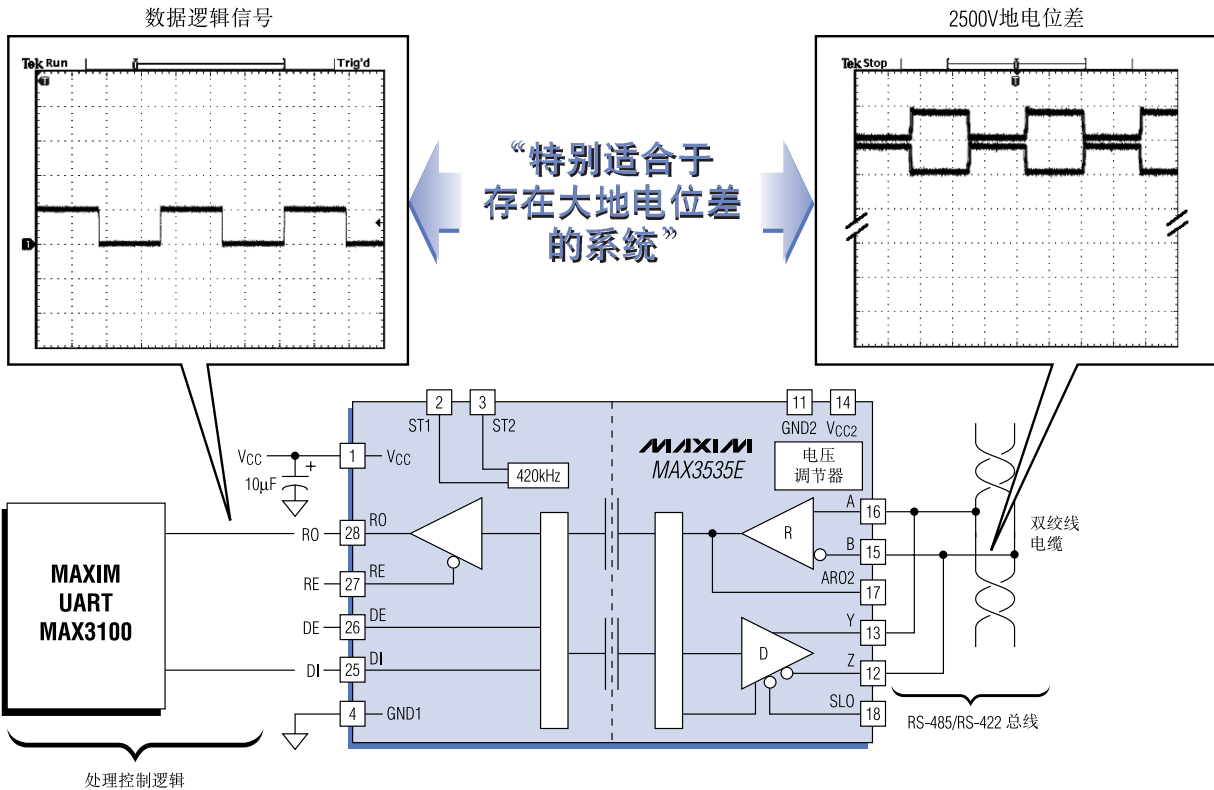 数据逻辑信号
2500V地电位差
Tek Run
Trig'd
T
1
Tek Stop
T
“特别适合于
存在大地电位差
的系统”
2
3
11
14
ST1
ST2
GND2
VCC2
MAXIM
MAX3535E
电压
调节器
420kHz
VCC
1
VCC
10μF
+
A
16
双绞线
电缆
RO
28
RO
R
B
15
RE
27
RE
ARO2
17
MAXIM
UART
MAX3100
DE
26
DE
Y
13
DI
25
DI
D
Z
12
4
GND1
SLO
18
RS-485/RS-422 总线
处理控制逻辑